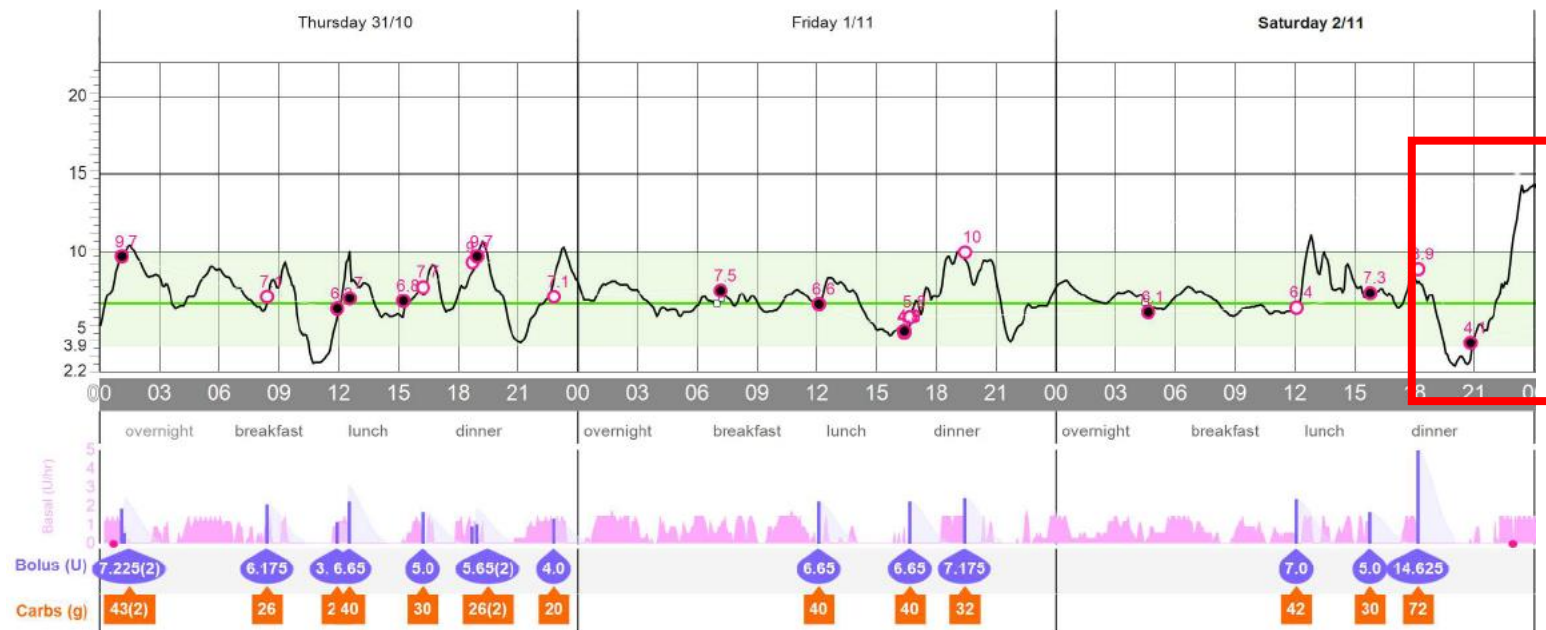 Thursday 31/10 Friday 1/11 Saturday 2/11
20
15
10
5
3.9
2.2
9.7 7.1 7 6.8 7.7 9.7 7.1 7.5 6.6 10 6.1 6.4 7.3 8.9 4.1
00 03 06 09 12 15 18 21 00 03 06 09 12 15 18 21 00 03 06 09 12 15 18 21
overnight breakfast lunch dinner overnight breakfast lunch dinner overnight breakfast lunch dinner
Basal (U/hr)
5
4
3
2
1
0
Bolus (U) 7.225(2) 6.175 3. 6.65 5.0 5.65(2) 4.0 6.65 6.65 7.175 7.0 5.0 14.625
Carbs (g) 43(2) 26 2 40 30 26(2) 20 40 40 32 42 30 72